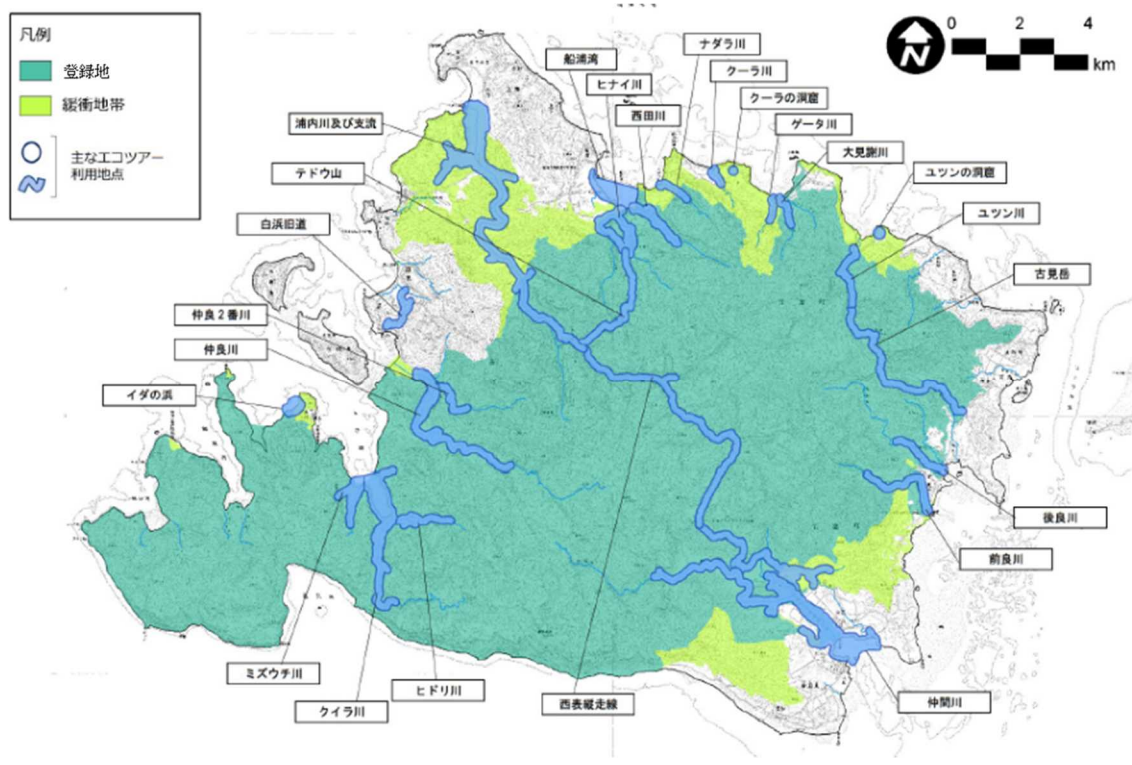 凡例
登録地
緩衝地帯
主なエコツアー
利用地点
N
0 2 4
km
船浦湾
ヒナイ川
西田川
ナダラ川
クーラ川
クーラの洞窟
ゲータ川
大見謝川
ユツンの洞窟
ユツン川
古見岳
浦内川及び支流
テドウ山
白浜旧道
仲良2番川
仲良川
イダの浜
後良川
前良川
仲間川
西表縦走線
ヒドリ川
クイラ川
ミズウチ川